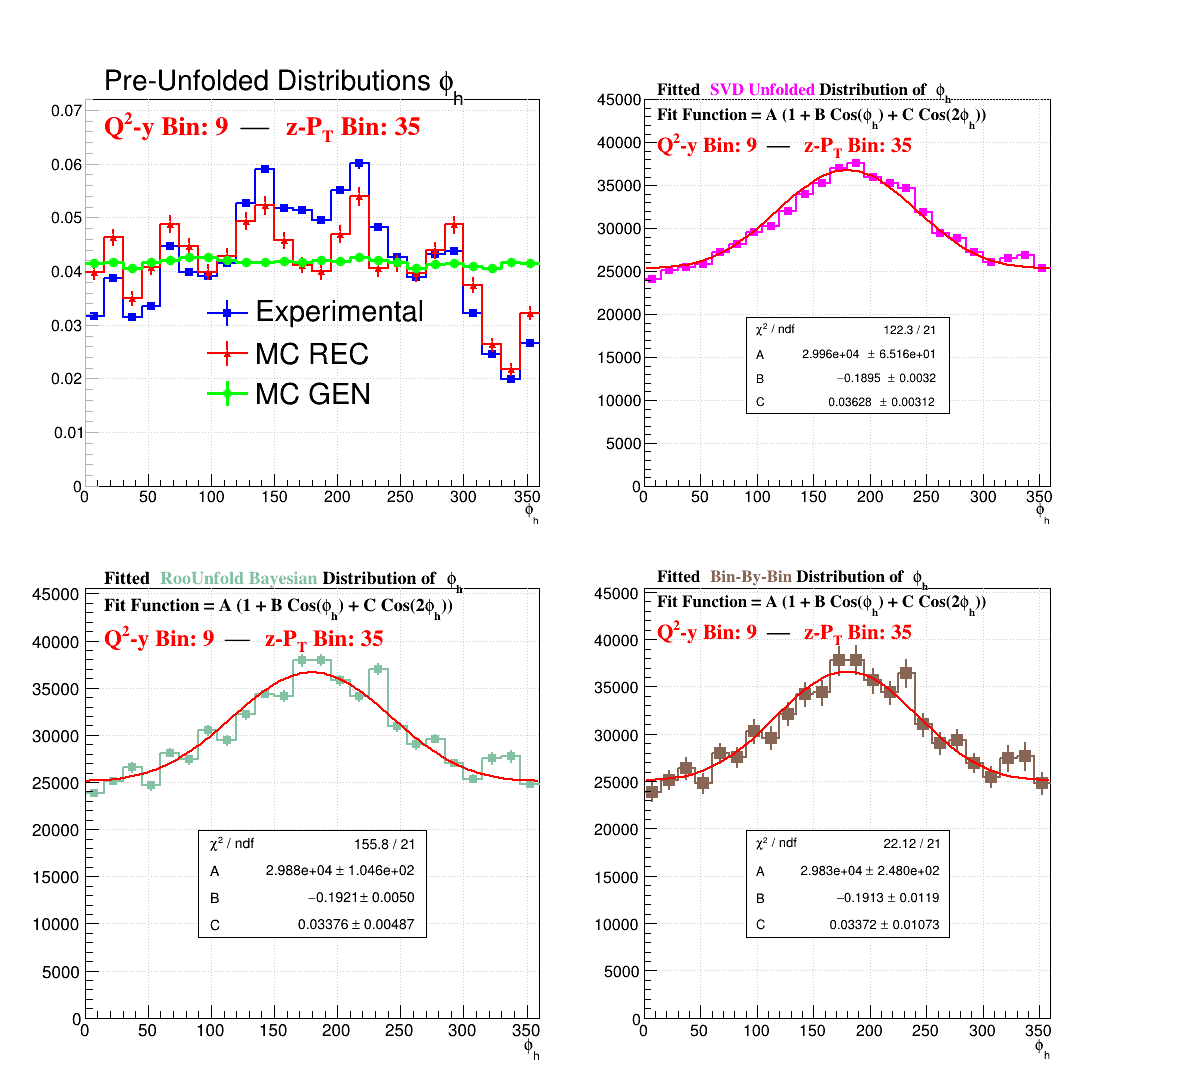 Pre-Unfolded Distributions ϕh
Q²-y Bin: 9 — z-PT Bin: 35
0.07
0.06
0.05
0.04
0.03
0.02
0.01
0
Experimental
MC REC
MC GEN
0 50 100 150 200 250 300 350
ϕh
Fitted SVD Unfolded Distribution of ϕh
Fit Function = A (1 + B Cos(ϕh) + C Cos(2ϕh))
Q²-y Bin: 9 — z-PT Bin: 35
45000
40000
35000
30000
25000
20000
15000
10000
5000
0
χ² / ndf 122.3 / 21
A 2.996e+04 ± 6.516e+01
B −0.1895 ± 0.0032
C 0.03628 ± 0.00312
0 50 100 150 200 250 300 350
ϕh
Fitted RooUnfold Bayesian Distribution of ϕh
Fit Function = A (1 + B Cos(ϕh) + C Cos(2ϕh))
Q²-y Bin: 9 — z-PT Bin: 35
45000
40000
35000
30000
25000
20000
15000
10000
5000
0
χ² / ndf 155.8 / 21
A 2.988e+04 ± 1.046e+02
B −0.1921 ± 0.0050
C 0.03376 ± 0.00487
0 50 100 150 200 250 300 350
ϕh
Fitted Bin-By-Bin Distribution of ϕh
Fit Function = A (1 + B Cos(ϕh) + C Cos(2ϕh))
Q²-y Bin: 9 — z-PT Bin: 35
45000
40000
35000
30000
25000
20000
15000
10000
5000
0
χ² / ndf 22.12 / 21
A 2.983e+04 ± 2.480e+02
B −0.1913 ± 0.0119
C 0.03372 ± 0.01073
0 50 100 150 200 250 300 350
ϕh